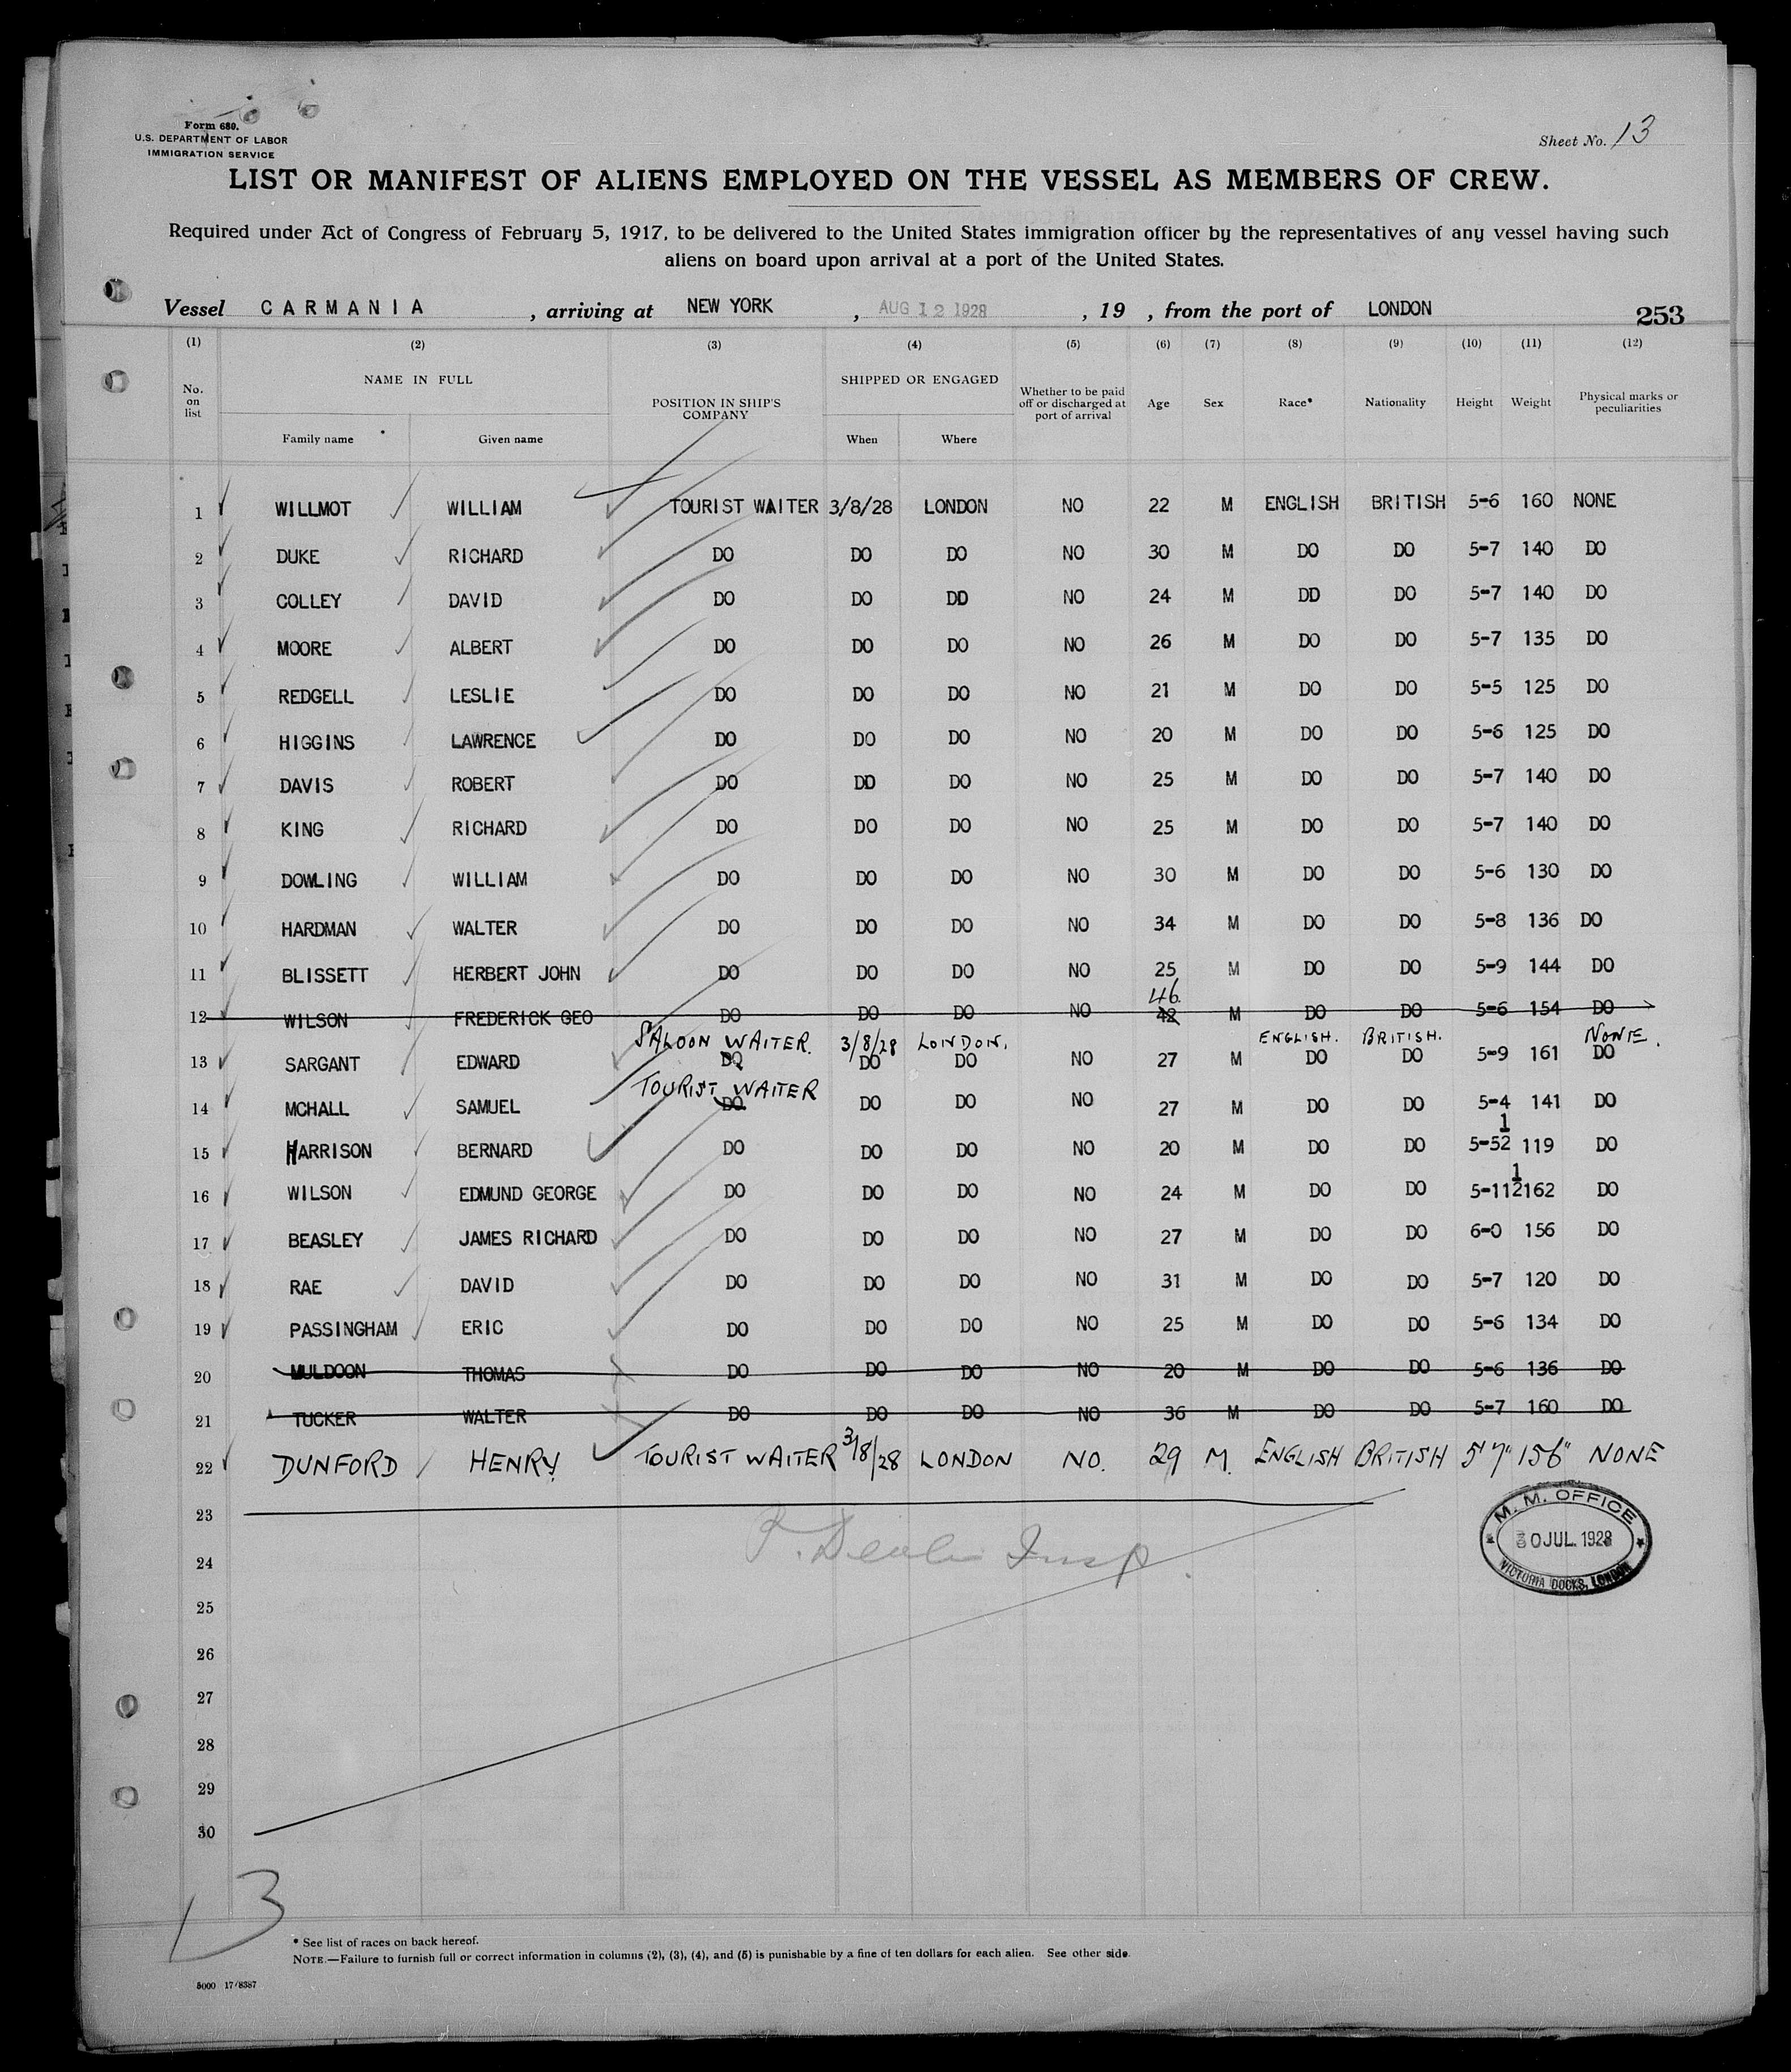 Form 680.
U.S. DEPARTMENT OF LABOR
IMMIGRATION SERVICE
Sheet No. 13
LIST OR MANIFEST OF ALIENS EMPLOYED ON THE VESSEL AS MEMBERS OF CREW.
Required under Act of Congress of February 5, 1917, to be delivered to the United States immigration officer by the representatives of any vessel having such
aliens on board upon arrival at a port of the United States.
Vessel CARMANIA , arriving at NEW YORK , AUG 12 1928 , 19 , from the port of LONDON 253
(1) (2) (3) (4) (5) (6) (7) (8) (9) (10) (11) (12)
No. on list NAME IN FULL Family name Given name POSITION IN SHIP'S COMPANY SHIPPED OR ENGAGED When Where Whether to be paid off or discharged at port of arrival Age Sex Race* Nationality Height Weight Physical marks or peculiarities
1 WILLMOT WILLIAM TOURIST WAITER 3/8/28 LONDON NO 22 M ENGLISH BRITISH 5-6 160 NONE
2 DUKE RICHARD DO DO DO NO 30 M DO DO 5-7 140 DO
3 COLLEY DAVID DO DO DD NO 24 M DD DO 5-7 140 DO
4 MOORE ALBERT DO DO DO NO 26 M DO DO 5-7 135 DO
5 REDGELL LESLIE DO DO DO NO 21 M DO DO 5-5 125 DO
6 HIGGINS LAWRENCE DO DO DO NO 20 M DO DO 5-6 125 DO
7 DAVIS ROBERT DO DD DO NO 25 M DO DO 5-7 140 DO
8 KING RICHARD DO DO DO NO 25 M DO DO 5-7 140 DO
9 DOWLING WILLIAM DO DO DO NO 30 M DO DO 5-6 130 DO
10 HARDMAN WALTER DO DO DO NO 34 M DO DO 5-8 136 DO
11 BLISSETT HERBERT JOHN DO DO DO NO 25 M DO DO 5-9 144 DO
46
12 WILSON FREDERICK GEO DO DO DO NO 42 M DO DO 5-6 154 DO
SALOON WAITER. 3/8/28 LONDON. ENGLISH. BRITISH. NONE.
13 SARGANT EDWARD DO DO DO NO 27 M DO DO 5-9 161 DO
TOURIST WAITER
14 MCHALL SAMUEL DO DO DO NO 27 M DO DO 5-4 141 DO
1
15 HARRISON BERNARD DO DO DO NO 20 M DO DO 5-52 119 DO
1
16 WILSON EDMUND GEORGE DO DO DO NO 24 M DO DO 5-112 162 DO
17 BEASLEY JAMES RICHARD DO DO DO NO 27 M DO DO 6-0 156 DO
18 RAE DAVID DO DO DO NO 31 M DO DO 5-7 120 DO
19 PASSINGHAM ERIC DO DO DO NO 25 M DO DO 5-6 134 DO
20 MULDOON THOMAS DO DO DO NO 20 M DO DO 5-6 136 DO
21 TUCKER WALTER DO DO DO NO 36 M DO DO 5-7 160 DO
22 DUNFORD HENRY TOURIST WAITER 3/8/28 LONDON NO. 29 M. ENGLISH BRITISH 5'7" 156" NONE
23
24 Insp.
M. M. OFFICE
30 JUL. 1928
VICTORIA DOCKS, LONDON
25
26
27
28
29
30
13
* See list of races on back hereof.
NOTE.—Failure to furnish full or correct information in columns (2), (3), (4), and (5) is punishable by a fine of ten dollars for each alien. See other side.
5000 17/8387